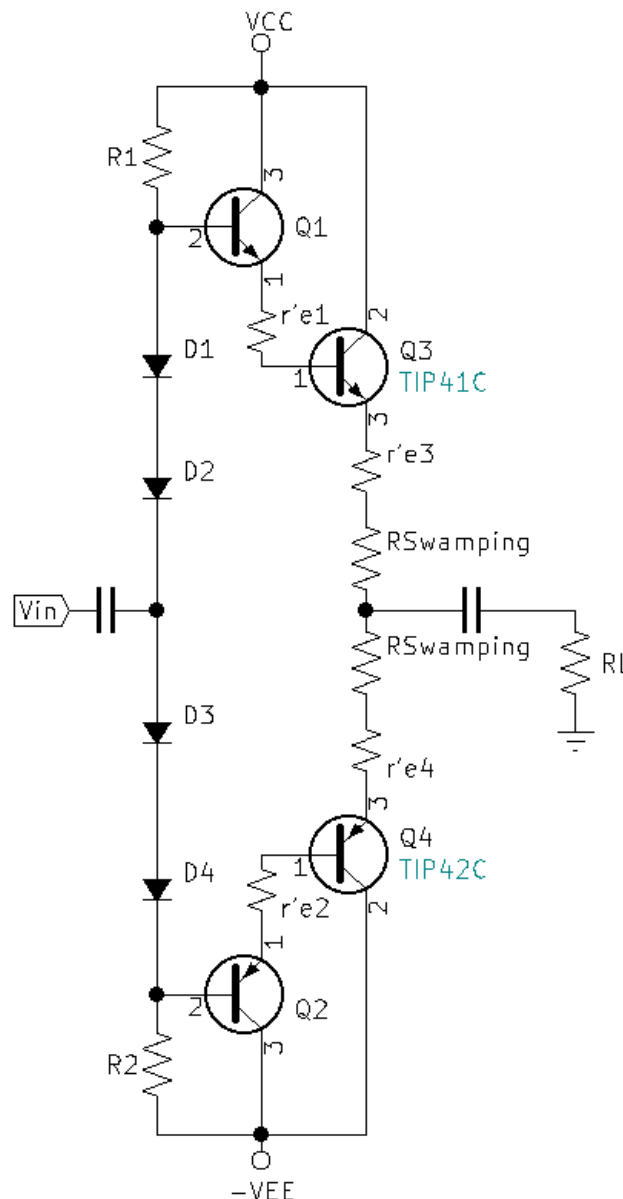 VCC
R1
3
2
Q1
1
r'e1
2
D1
Q3
1
TIP41C
3
D2
r'e3
RSwamping
Vin
RSwamping
RL
D3
r'e4
3
Q4
D4
1
TIP42C
r'e2
2
1
2
Q2
R2
3
-VEE